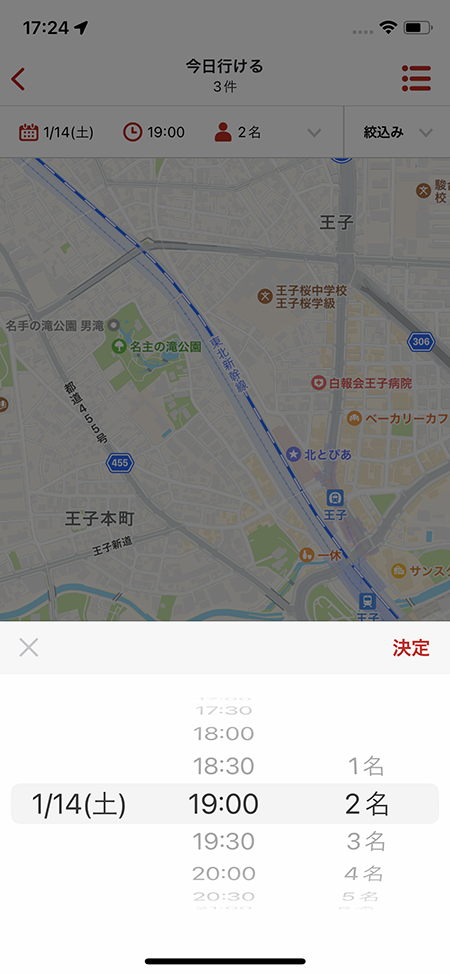 17:24
今日行ける
3件
1/14(土) 19:00 2名 絞込み
駿台
校
王子
王子桜中学校
王子桜学級
名手の滝公園 男滝
名主の滝公園
306
東北新幹線
都道455号
白報会王子病院
ベーカリーカフ
455
北とぴあ
王子
王子本町
王子新道
一休
サンスク
王子
決定
17:30
18:00
18:30 1名
1/14(土) 19:00 2名
19:30 3名
20:00 4名
20:30 5名